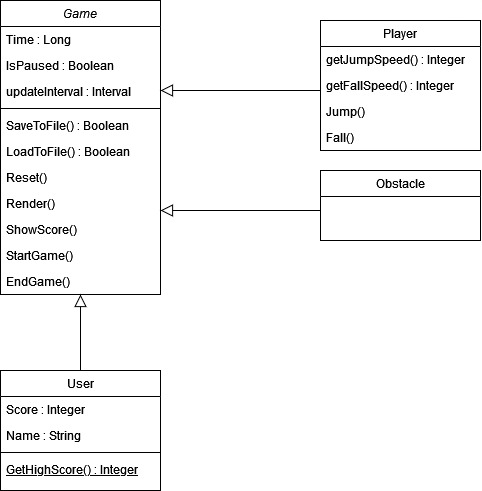 Game
Time : Long
IsPaused : Boolean
updateInterval : Interval
SaveToFile() : Boolean
LoadToFile() : Boolean
Reset()
Render()
ShowScore()
StartGame()
EndGame()
Player
getJumpSpeed() : Integer
getFallSpeed() : Integer
Jump()
Fall()
Obstacle
User
Score : Integer
Name : String
GetHighScore() : Integer